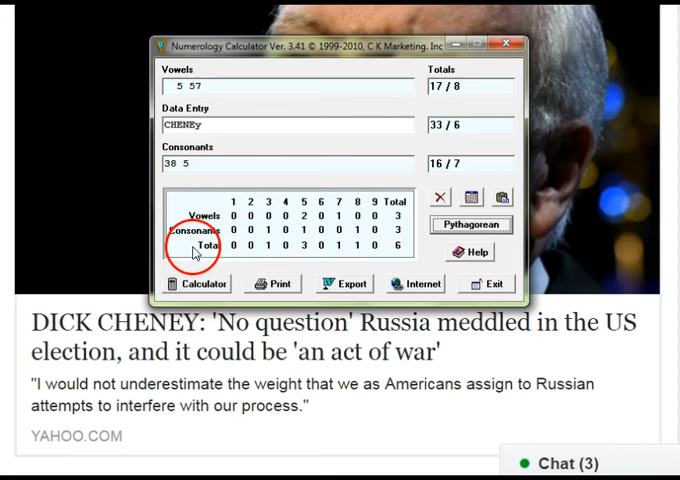 Numerology Calculator Ver. 3.41 © 1999-2010, C K Marketing. Inc
Vowels Totals
5 57 17 / 8
Data Entry
CHENEy 33 / 6
Consonants
38 5 16 / 7
1 2 3 4 5 6 7 8 9 Total
Vowels 0 0 0 0 2 0 1 0 0 3
Consonants 0 0 1 0 1 0 0 1 0 3
Total 0 0 1 0 3 0 1 1 0 6
Pythagorean
Help
Calculator Print Export Internet Exit
DICK CHENEY: 'No question' Russia meddled in the US
election, and it could be 'an act of war'
"I would not underestimate the weight that we as Americans assign to Russian
attempts to interfere with our process."
YAHOO.COM
Chat (3)